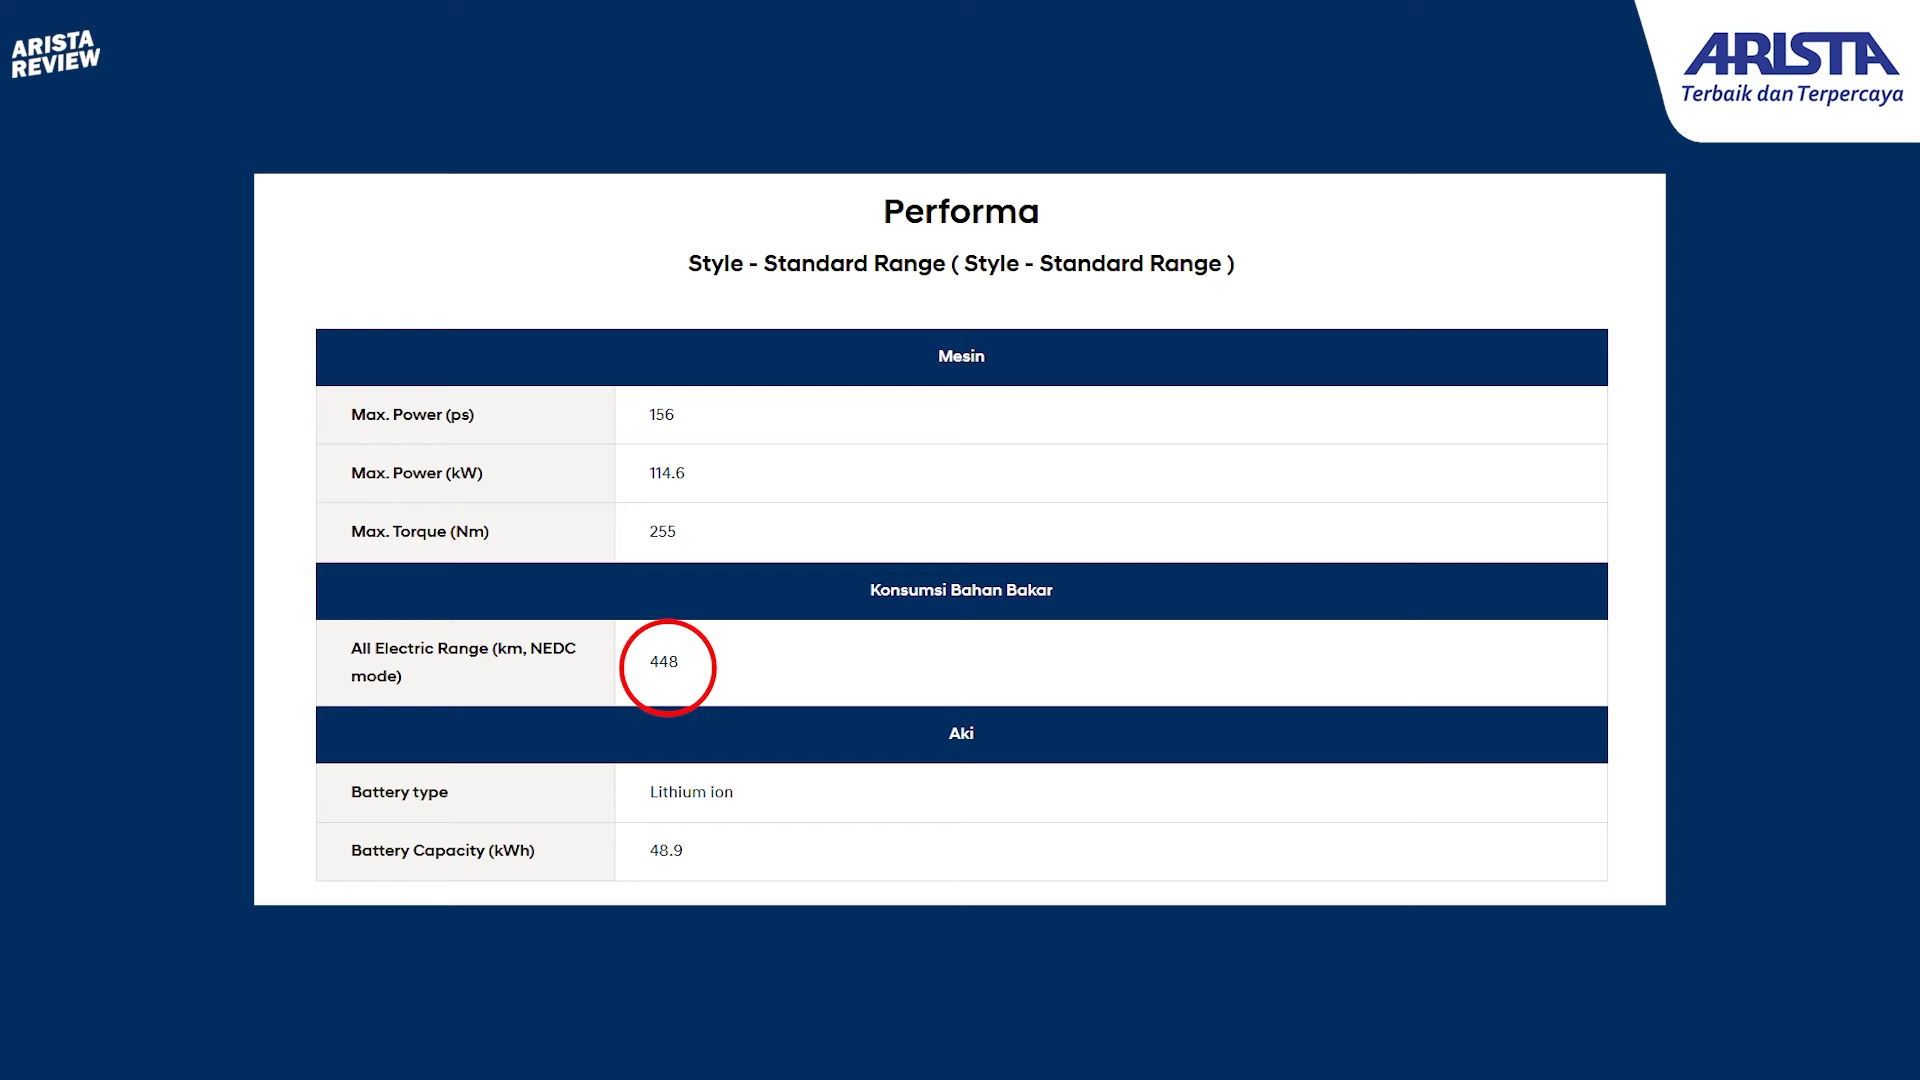 ARISTA
REVIEW
ARISTA
Terbaik dan Terpercaya
Performa
Style - Standard Range ( Style - Standard Range )
Mesin
Max. Power (ps) 156
Max. Power (kW) 114.6
Max. Torque (Nm) 255
Konsumsi Bahan Bakar
All Electric Range (km, NEDC
mode)
448
Aki
Battery type Lithium ion
Battery Capacity (kWh) 48.9